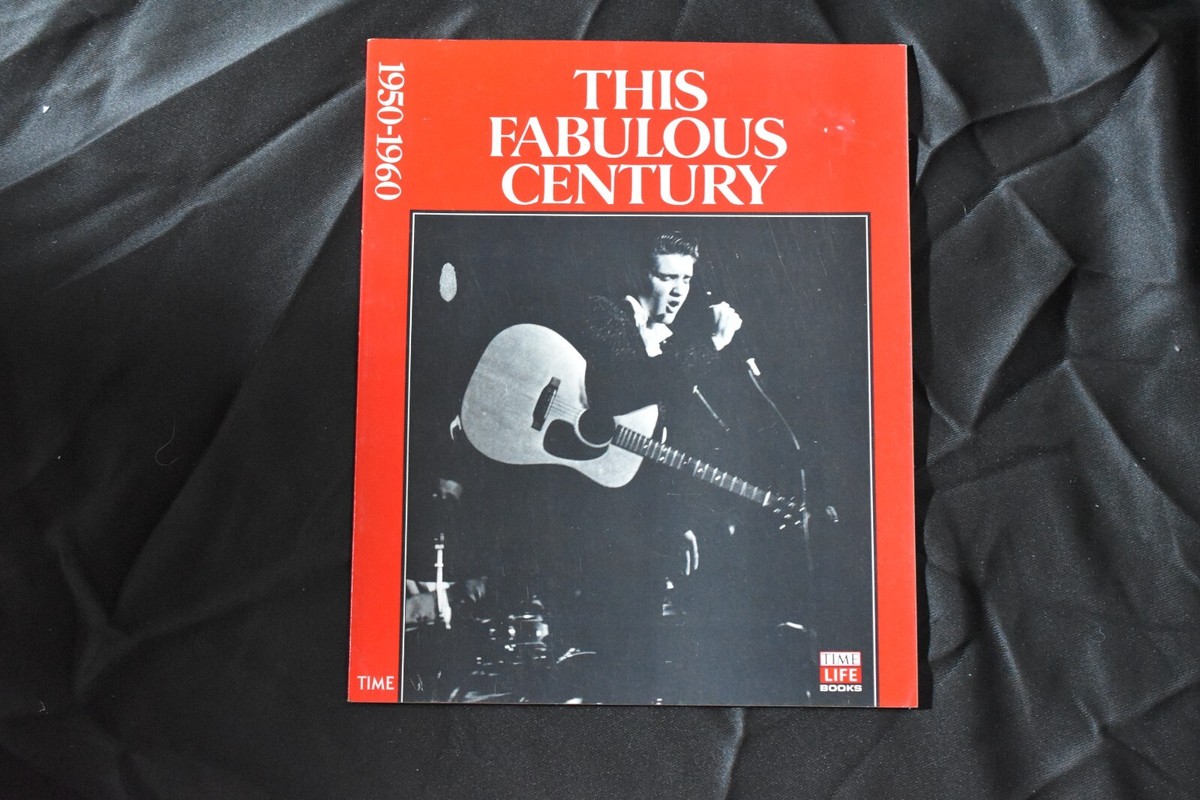 1950-1960
THIS
FABULOUS
CENTURY
TIME
TIME
LIFE
BOOKS